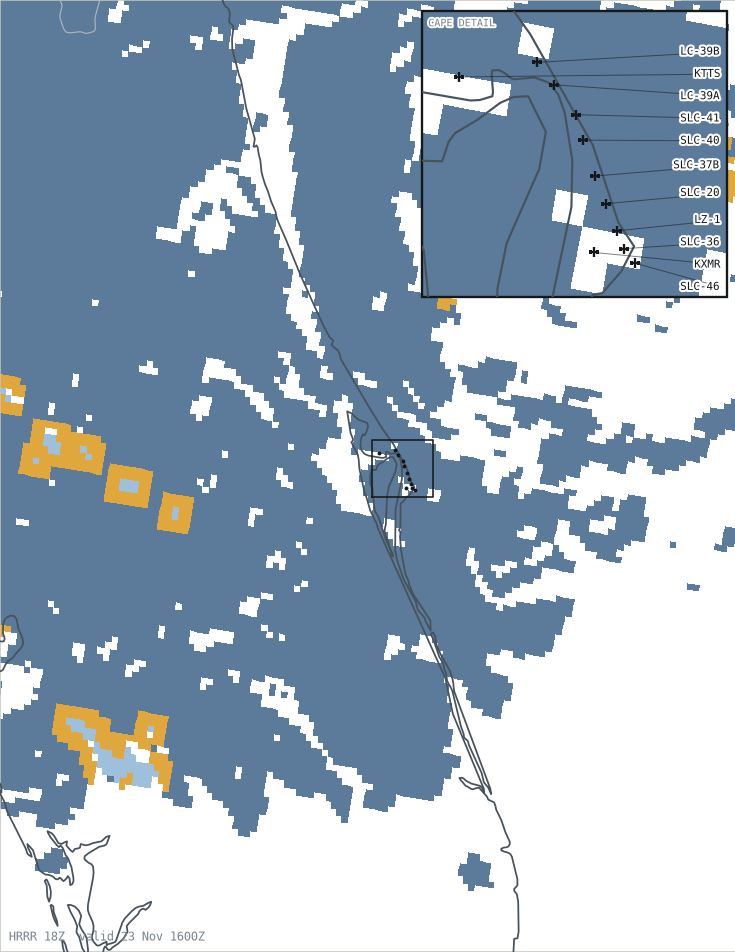 CAPE DETAIL
LC-39B
KTTS
LC-39A
SLC-41
SLC-40
SLC-37B
SLC-20
LZ-1
SLC-36
KXMR
SLC-46
HRRR 18Z valid 23 Nov 1600Z